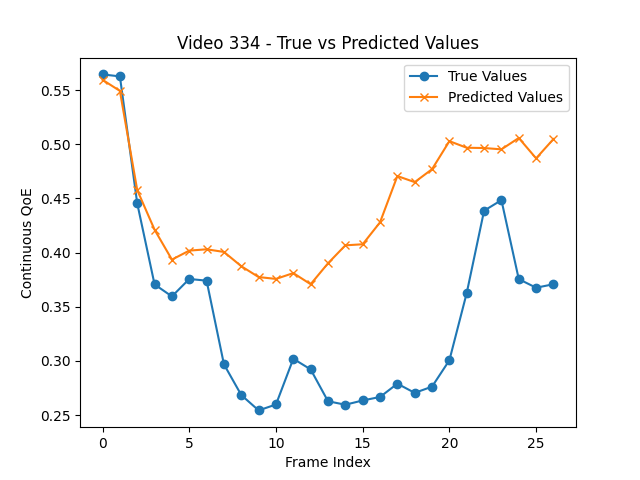 Video 334 - True vs Predicted Values
True Values
Predicted Values
Continuous QoE
0.55
0.50
0.45
0.40
0.35
0.30
0.25
0 5 10 15 20 25
Frame Index